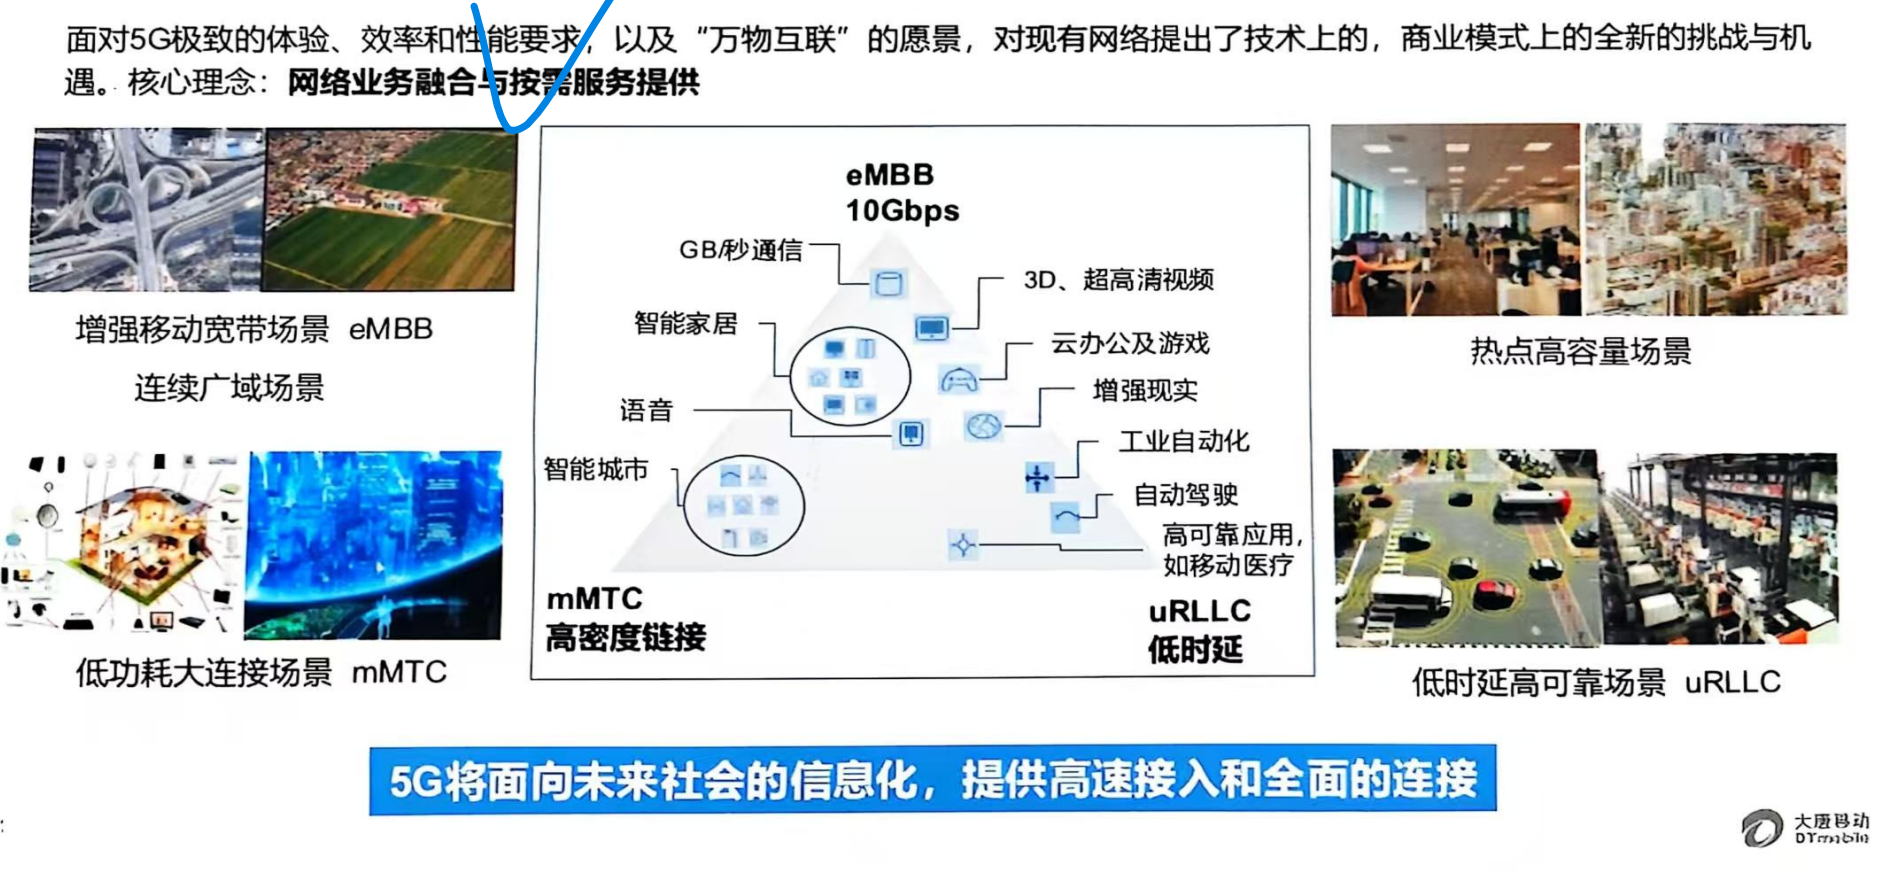 面对5G极致的体验、效率和性能要求，以及“万物互联”的愿景，对现有网络提出了技术上的，商业模式上的全新的挑战与机
遇。核心理念：网络业务融合与按需服务提供
增强移动宽带场景 eMBB
连续广域场景
低功耗大连接场景 mMTC
eMBB
10Gbps
GB/秒通信
3D、超高清视频
智能家居
云办公及游戏
增强现实
语音
工业自动化
智能城市
自动驾驶
高可靠应用，
如移动医疗
mMTC
高密度链接
uRLLC
低时延
热点高容量场景
低时延高可靠场景 uRLLC
5G将面向未来社会的信息化，提供高速接入和全面的连接
大唐移动
DTmobile